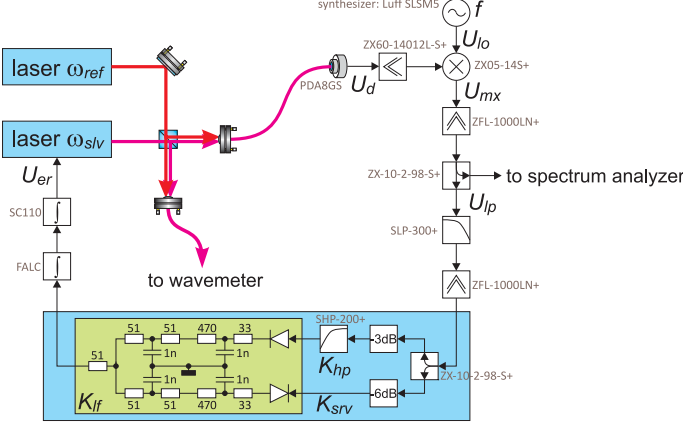 synthesizer: Luff SLSM5
f
ZX60-14012L-S+
U_lo
laser ω_ref
ZX05-14S+
PDA8GS
U_d
U_mx
ZFL-1000LN+
laser ω_slv
U_er
ZX-10-2-98-S+
to spectrum analyzer
U_lp
SC110
SLP-300+
FALC
to wavemeter
ZFL-1000LN+
SHP-200+
51 51 470 33
-3dB
1n 1n
K_hp
51
ZX-10-2-98-S+
1n 1n
K_lf
51 51 470 33
K_srv
-6dB